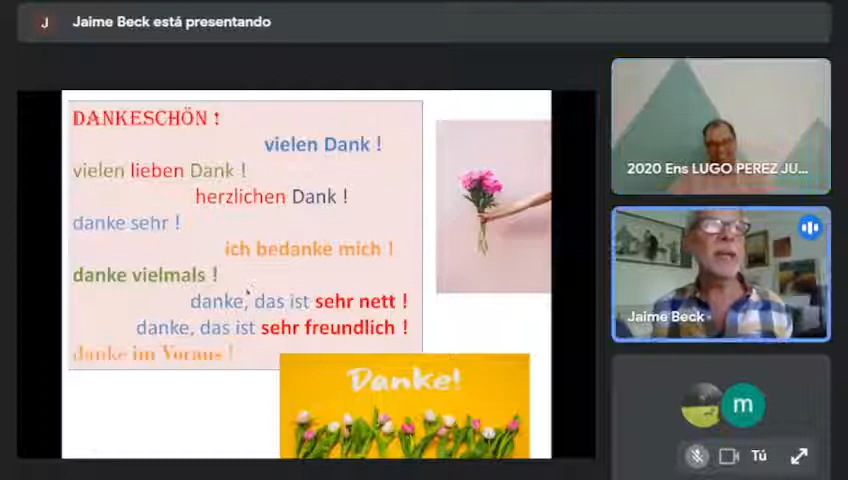 J
Jaime Beck está presentando
DANKESCHÖN !
vielen Dank !
vielen lieben Dank !
herzlichen Dank !
danke sehr !
ich bedanke mich !
danke vielmals !
danke, das ist sehr nett !
danke, das ist sehr freundlich !
danke im Voraus !
Danke!
2020 Ens LUGO PEREZ JU...
Jaime Beck
m
Tú